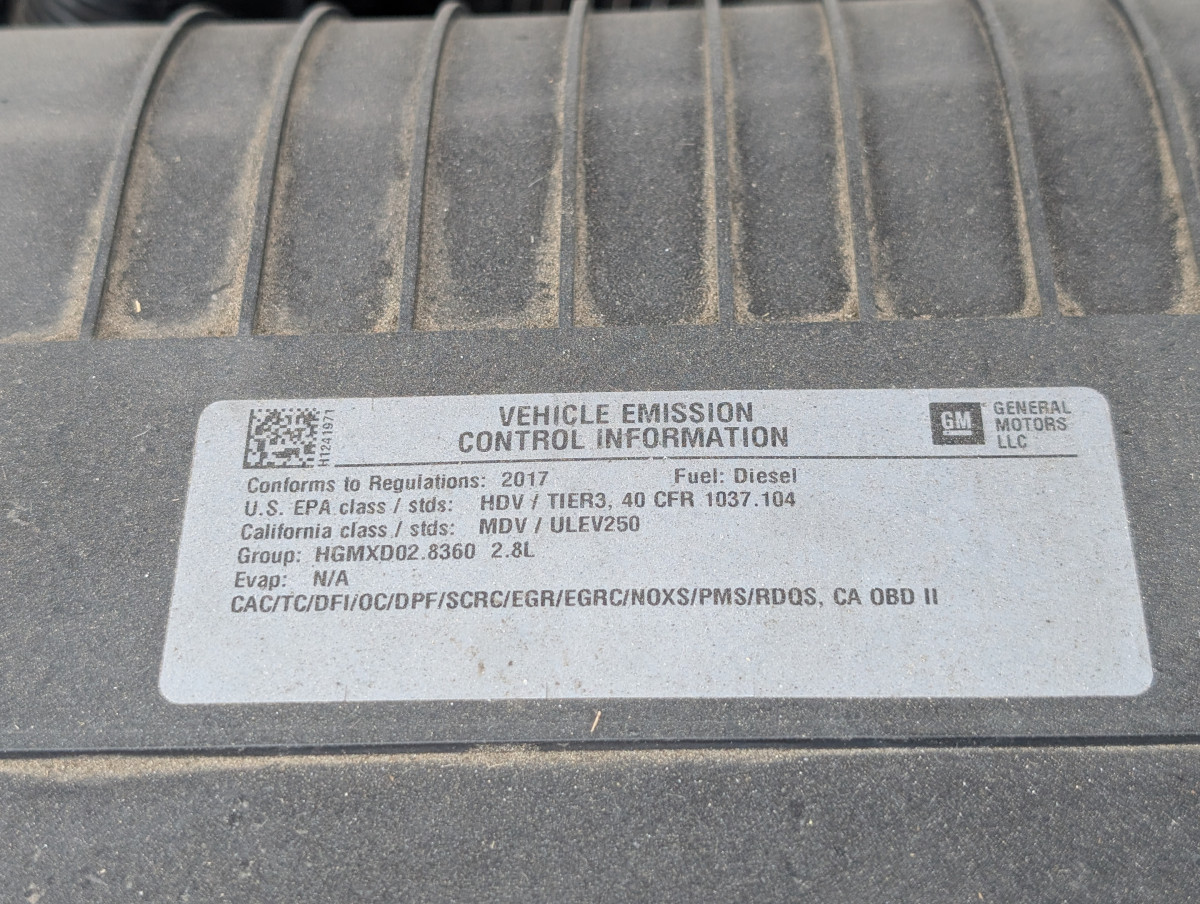 H1241971
VEHICLE EMISSION
CONTROL INFORMATION
GM
GENERAL
MOTORS
LLC
Conforms to Regulations: 2017 Fuel: Diesel
U.S. EPA class / stds: HDV / TIER3, 40 CFR 1037.104
California class / stds: MDV / ULEV250
Group: HGMXD02.8360 2.8L
Evap: N/A
CAC/TC/DFI/OC/DPF/SCRC/EGR/EGRC/NOXS/PMS/RDQS, CA OBD II